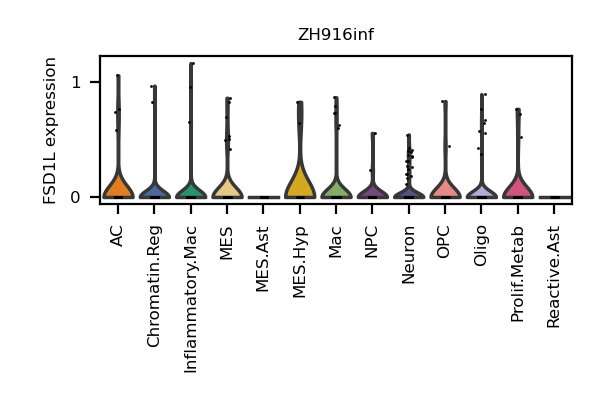 ZH916inf
FSD1L expression
1
0
AC
Chromatin.Reg
Inflammatory.Mac
MES
MES.Ast
MES.Hyp
Mac
NPC
Neuron
OPC
Oligo
Prolif.Metab
Reactive.Ast